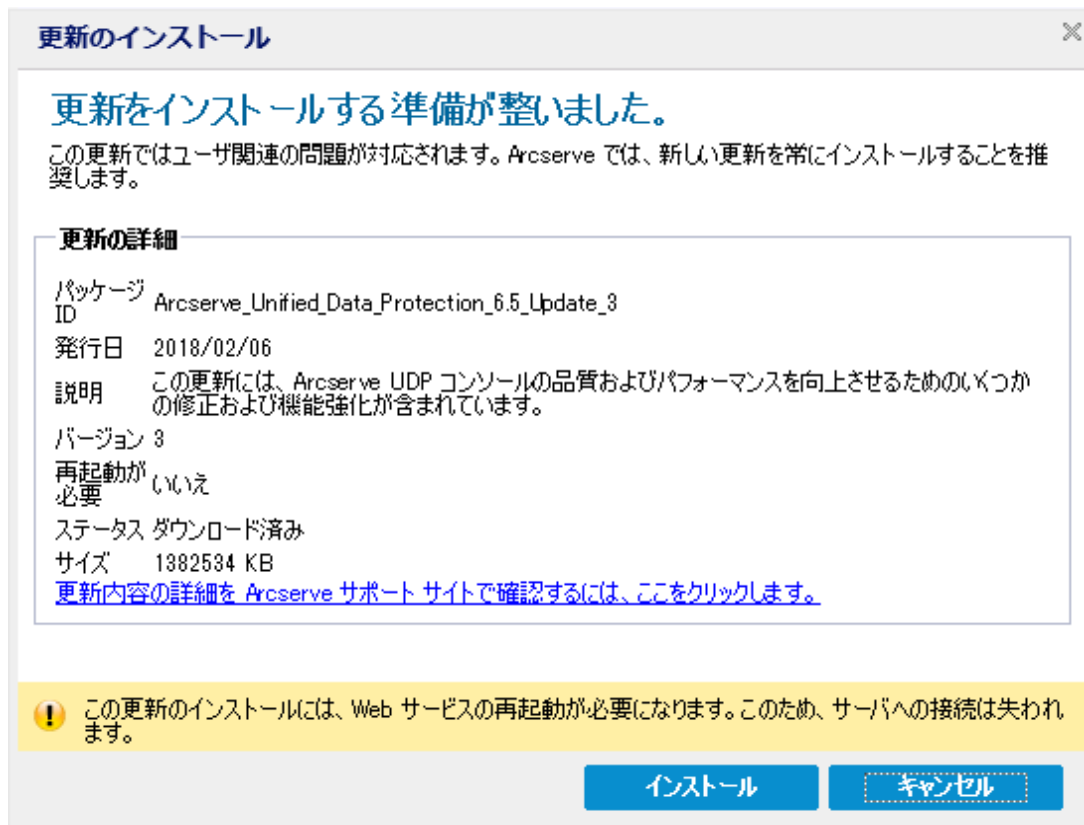 更新のインストール
更新をインストールする準備が整いました。
この更新ではユーザ関連の問題が対応されます。Arcserve では、新しい更新を常にインストールすることを推
奨します。
更新の詳細
パッケージ
ID
Arcserve_Unified_Data_Protection_6.5_Update_3
発行日 2018/02/06
説明 この更新には、Arcserve UDP コンソールの品質およびパフォーマンスを向上させるためのいくつか
の修正および機能強化が含まれています。
バージョン 3
再起動が
必要
いいえ
ステータス ダウンロード済み
サイズ 1382534 KB
更新内容の詳細を Arcserve サポート サイトで確認するには、ここをクリックします。
この更新のインストールには、Web サービスの再起動が必要になります。このため、サーバへの接続は失われ
ます。
インストール キャンセル